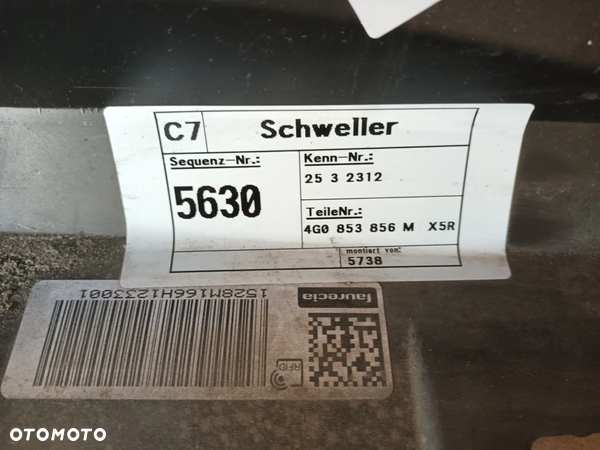 C7 Schweller
Sequenz-Nr.:
5630
Kenn-Nr.:
25 3 2312
TeileNr.:
4G0 853 856 M X5R
montiert von:
5738
1528M166H1233001
faurecia
RFID
OTOMOTO